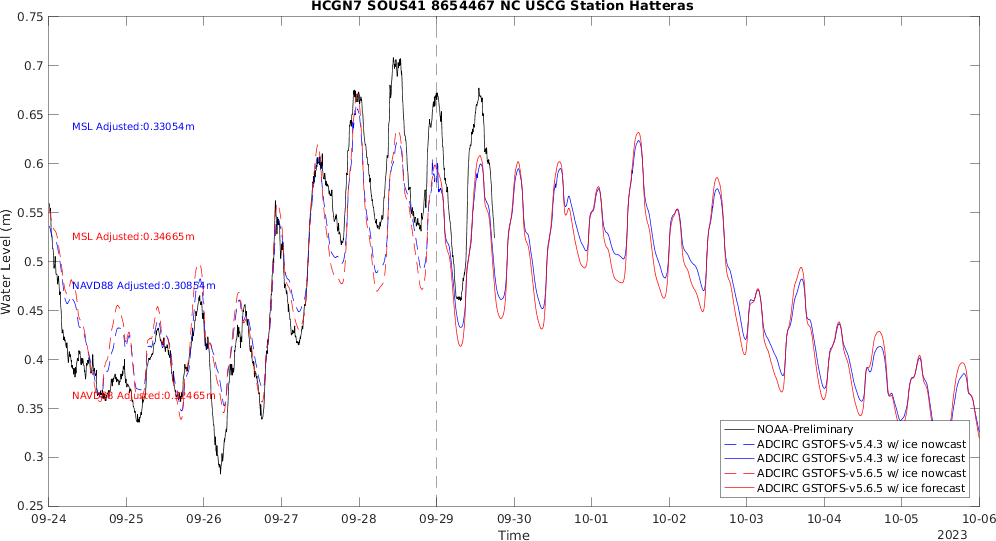 HCGN7 SOUS41 8654467 NC USCG Station Hatteras
0.75
0.7
0.65
0.6
0.55
0.5
0.45
0.4
0.35
0.3
0.25
Water Level (m)
MSL Adjusted:0.33054m
MSL Adjusted:0.34665m
NAVD88 Adjusted:0.30854m
NAVD88 Adjusted:0.32465m
NOAA-Preliminary
ADCIRC GSTOFS-v5.4.3 w/ ice nowcast
ADCIRC GSTOFS-v5.4.3 w/ ice forecast
ADCIRC GSTOFS-v5.6.5 w/ ice nowcast
ADCIRC GSTOFS-v5.6.5 w/ ice forecast
09-24 09-25 09-26 09-27 09-28 09-29 09-30 10-01 10-02 10-03 10-04 10-05 10-06
Time
2023